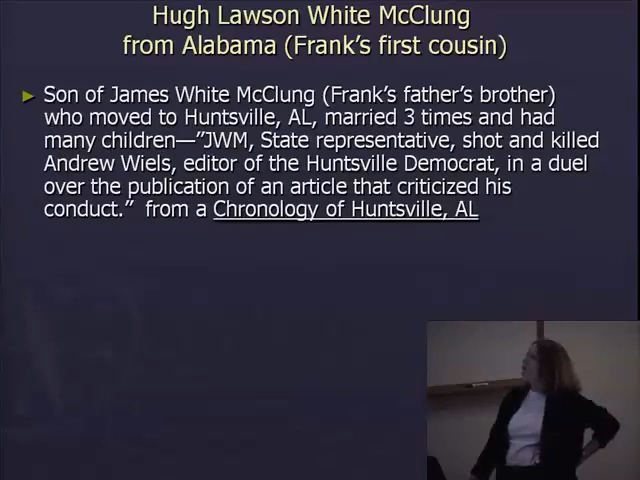 Hugh Lawson White McClung
from Alabama (Frank's first cousin)
Son of James White McClung (Frank's father's brother)
who moved to Huntsville, AL, married 3 times and had
many children—"JWM, State representative, shot and killed
Andrew Wiels, editor of the Huntsville Democrat, in a duel
over the publication of an article that criticized his
conduct." from a Chronology of Huntsville, AL